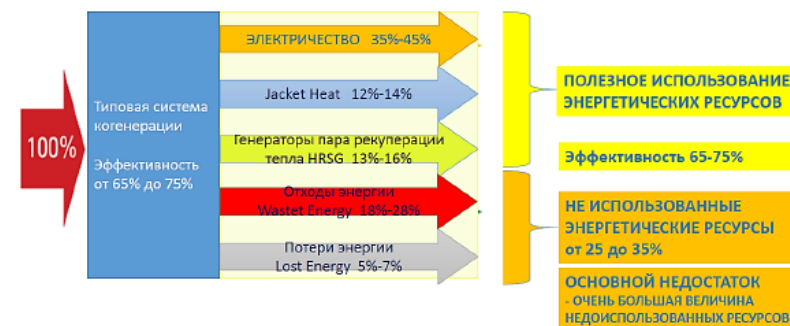 100%
Типовая система
когенерации
Эффективность
от 65% до 75%
ЭЛЕКТРИЧЕСТВО 35%-45%
Jacket Heat 12%-14%
Генераторы пара рекуперации
тепла HRSG 13%-16%
Отходы энергии
Wastet Energy 18%-28%
Потери энергии
Lost Energy 5%-7%
ПОЛЕЗНОЕ ИСПОЛЬЗОВАНИЕ
ЭНЕРГЕТИЧЕСКИХ РЕСУРСОВ
Эффективность 65-75%
НЕ ИСПОЛЬЗОВАННЫЕ
ЭНЕРГЕТИЧЕСКИЕ РЕСУРСЫ
от 25 до 35%
ОСНОВНОЙ НЕДОСТАТОК
- ОЧЕНЬ БОЛЬШАЯ ВЕЛИЧИНА
НЕДОИСПОЛЬЗОВАННЫХ РЕСУРСОВ